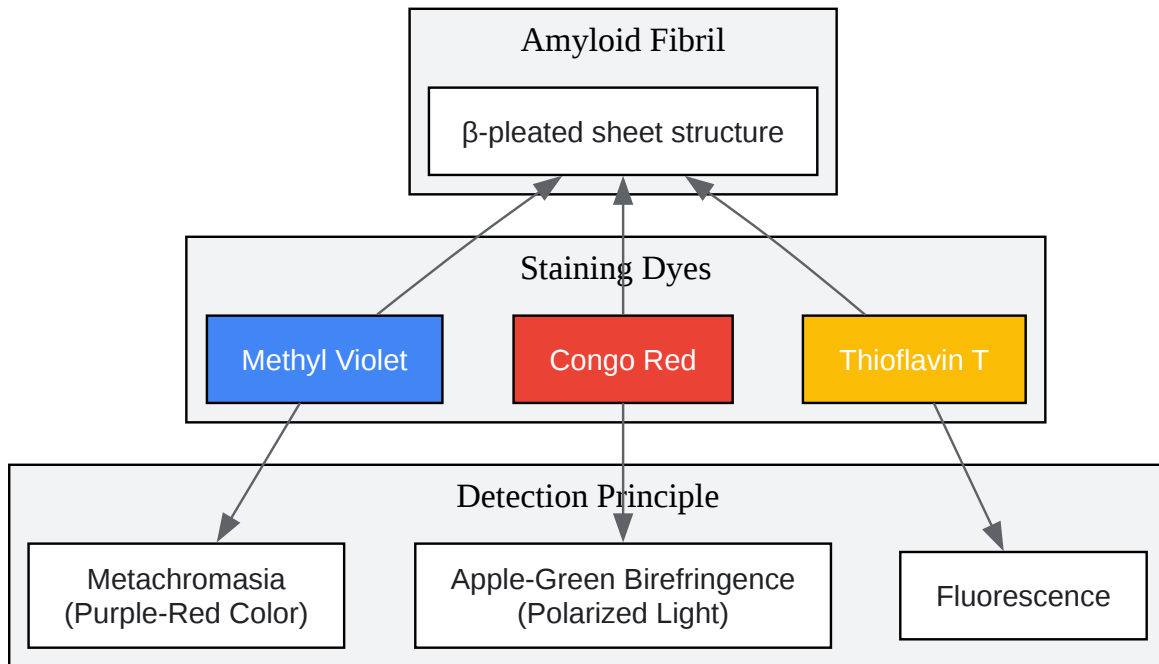 Amyloid Fibril
β-pleated sheet structure
Staining Dyes
Methyl Violet
Congo Red
Thioflavin T
Detection Principle
Metachromasia
(Purple-Red Color)
Apple-Green Birefringence
(Polarized Light)
Fluorescence